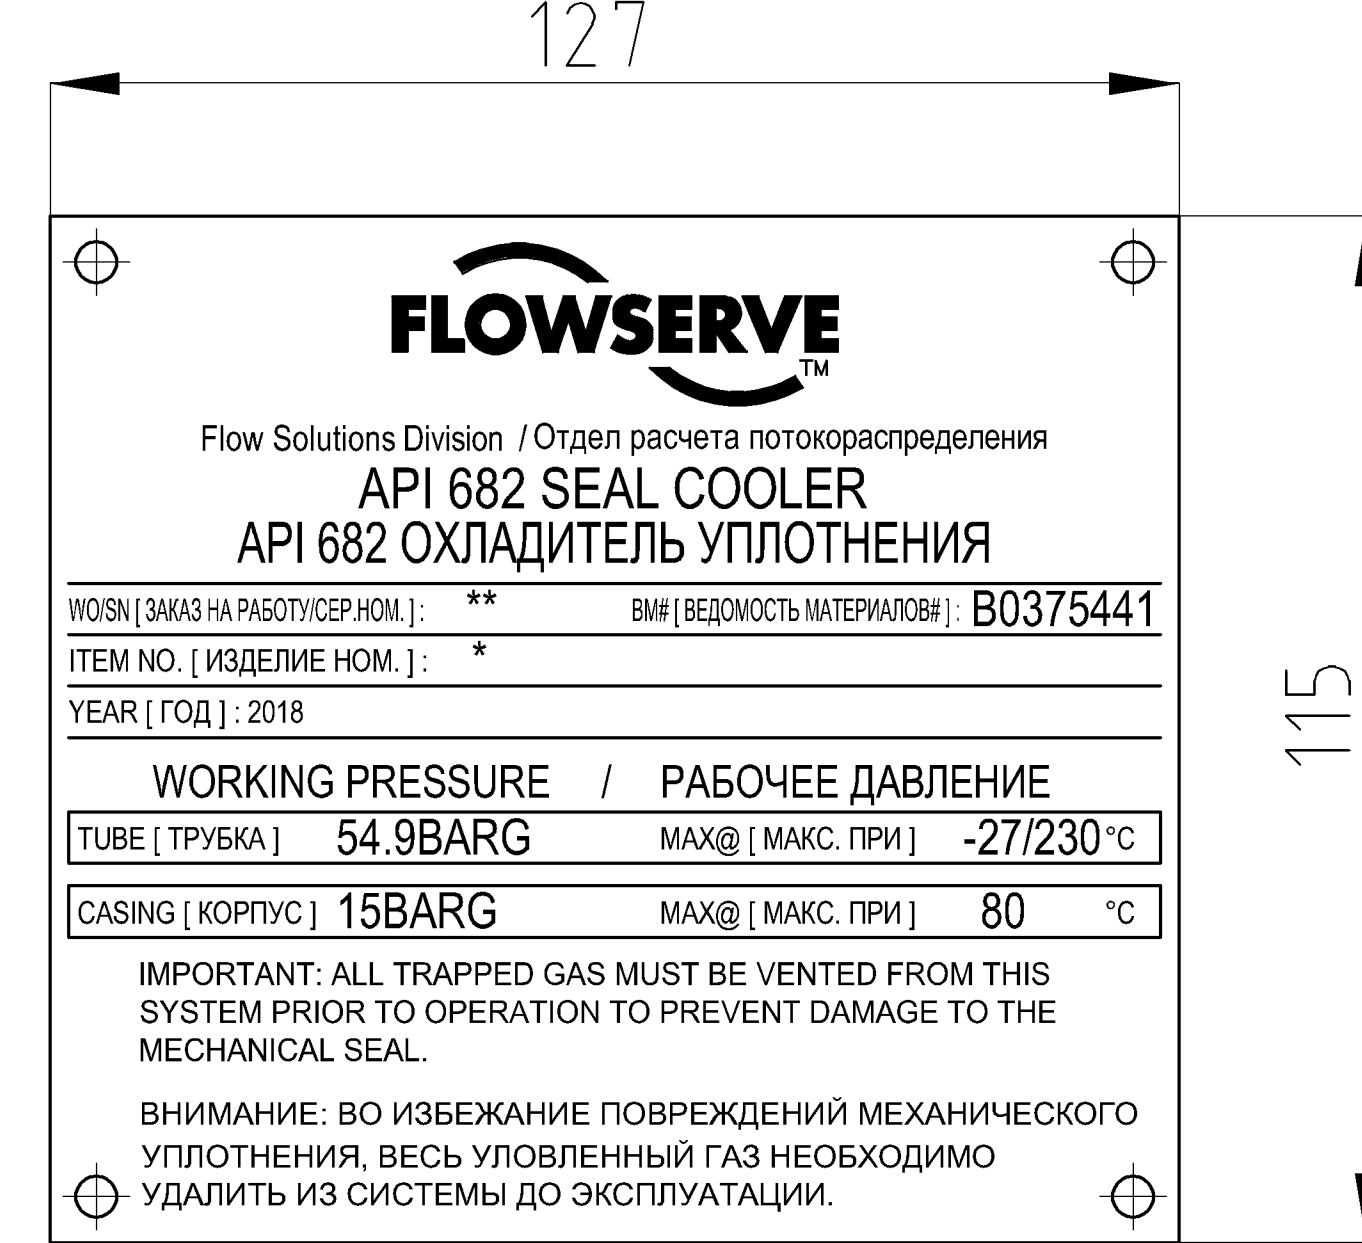 127
FLOWSERVE
TM
Flow Solutions Division / Отдел расчета потокораспределения
API 682 SEAL COOLER
API 682 ОХЛАДИТЕЛЬ УПЛОТНЕНИЯ
WO/SN [ ЗАКАЗ НА РАБОТУ/СЕР.НОМ. ] : ** BM# [ ВЕДОМОСТЬ МАТЕРИАЛОВ# ] : B0375441
ITEM NO. [ ИЗДЕЛИЕ НОМ. ] : *
YEAR [ ГОД ] : 2018
115
WORKING PRESSURE / РАБОЧЕЕ ДАВЛЕНИЕ
TUBE [ ТРУБКА ] 54.9BARG MAX@ [ МАКС. ПРИ ] -27/230 °C
CASING [ КОРПУС ] 15BARG MAX@ [ МАКС. ПРИ ] 80 °C
IMPORTANT: ALL TRAPPED GAS MUST BE VENTED FROM THIS
SYSTEM PRIOR TO OPERATION TO PREVENT DAMAGE TO THE
MECHANICAL SEAL.
ВНИМАНИЕ: ВО ИЗБЕЖАНИЕ ПОВРЕЖДЕНИЙ МЕХАНИЧЕСКОГО
УПЛОТНЕНИЯ, ВЕСЬ УЛОВЛЕННЫЙ ГАЗ НЕОБХОДИМО
УДАЛИТЬ ИЗ СИСТЕМЫ ДО ЭКСПЛУАТАЦИИ.